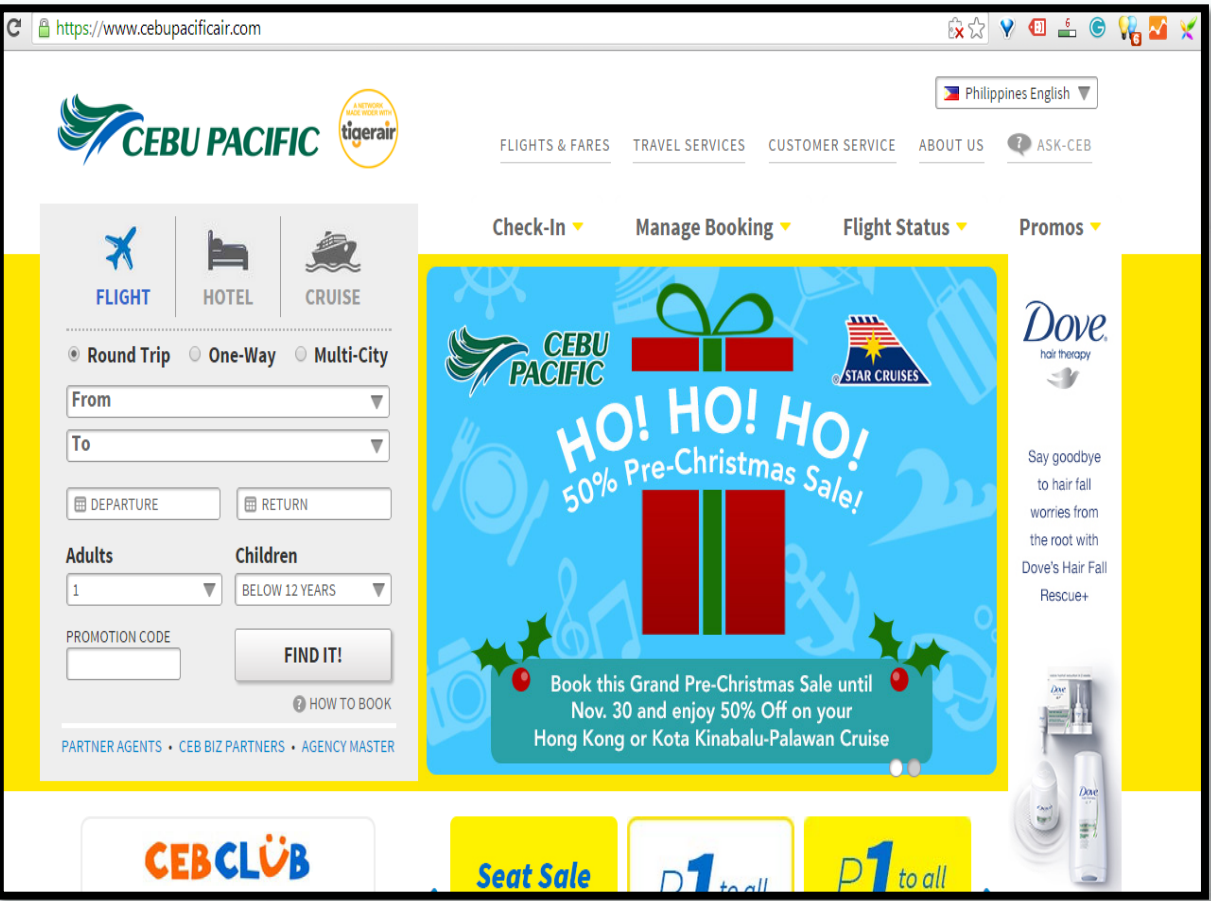 https://www.cebupacificair.com
6
6
Philippines English
CEBU PACIFIC
A NETWORK
MADE WIDER WITH
tigerair
FLIGHTS & FARES TRAVEL SERVICES CUSTOMER SERVICE ABOUT US ? ASK-CEB
Check-In Manage Booking Flight Status Promos
FLIGHT HOTEL CRUISE
Round Trip One-Way Multi-City
From
To
DEPARTURE RETURN
Adults Children
1 BELOW 12 YEARS
PROMOTION CODE
FIND IT!
? HOW TO BOOK
PARTNER AGENTS • CEB BIZ PARTNERS • AGENCY MASTER
CEBU
PACIFIC
® STAR CRUISES
HO! HO! HO!
50% Pre-Christmas Sale!
Book this Grand Pre-Christmas Sale until
Nov. 30 and enjoy 50% Off on your
Hong Kong or Kota Kinabalu-Palawan Cruise
Dove®
hair therapy
Say goodbye
to hair fall
worries from
the root with
Dove's Hair Fall
Rescue+
Dove
Dove
CEBCLUB
Seat Sale
P1 to all
P1 to all